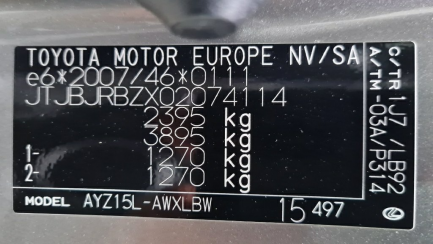 TOYOTA MOTOR EUROPE NV/SA
e6*2007/46*0111
JTJBJRBZX02074114
2395 kg
3895 kg
1- 1270 kg
2- 1270 kg
MODEL AYZ15L-AWXLBW
15 497
C/TR 1J7 /LB92
A/TM -03A/P314